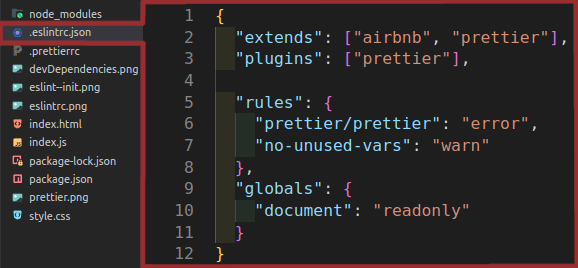 node_modules
.eslintrc.json
.prettierrc
devDependencies.png
eslint--init.png
eslintrc.png
index.html
index.js
package-lock.json
package.json
prettier.png
style.css
1 {
2 "extends": ["airbnb", "prettier"],
3 "plugins": ["prettier"],
4
5 "rules": {
6 "prettier/prettier": "error",
7 "no-unused-vars": "warn"
8 },
9 "globals": {
10 "document": "readonly"
11 }
12 }